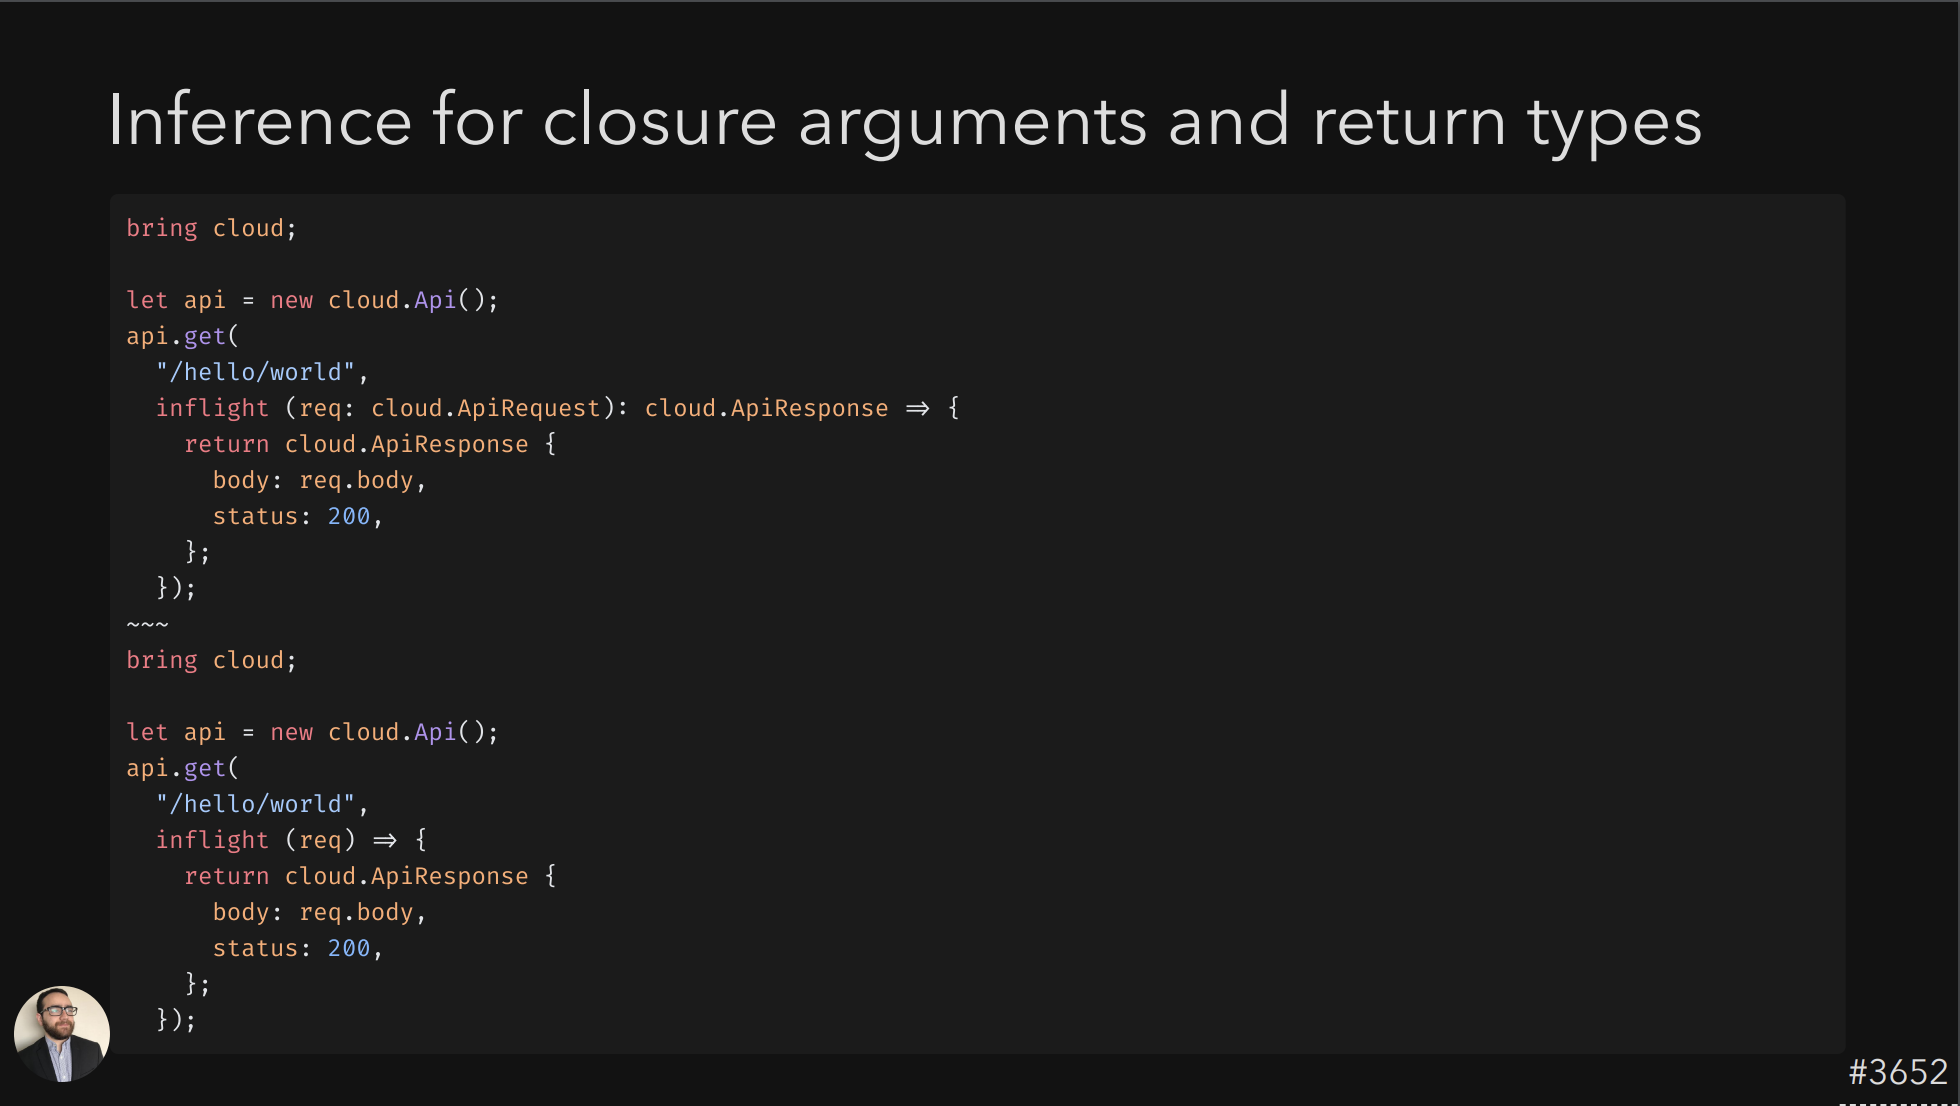 Inference for closure arguments and return types
bring cloud;
let api = new cloud.Api();
api.get(
  "/hello/world",
  inflight (req: cloud.ApiRequest): cloud.ApiResponse => {
    return cloud.ApiResponse {
      body: req.body,
      status: 200,
    };
  });
~~~
bring cloud;
let api = new cloud.Api();
api.get(
  "/hello/world",
  inflight (req) => {
    return cloud.ApiResponse {
      body: req.body,
      status: 200,
    };
  });
#3652